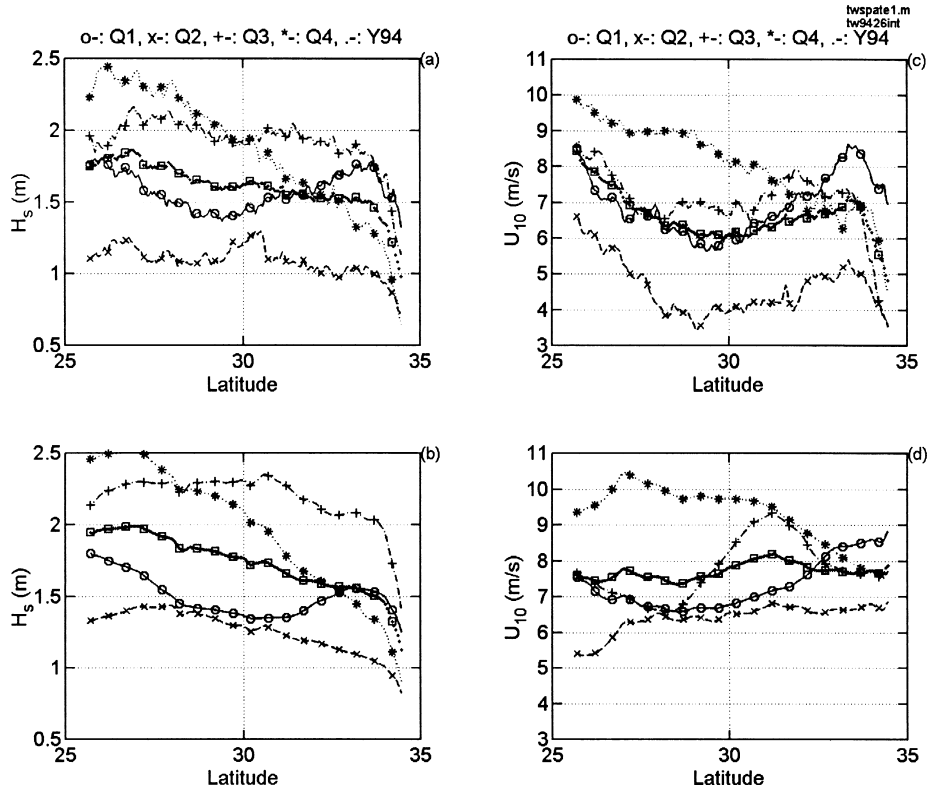 twspate1.m
tw9426int
o-: Q1, x-: Q2, +-: Q3, *-: Q4, .-: Y94
(a)
2.5
2
1.5
1
0.5
H_s (m)
25 30 35
Latitude
o-: Q1, x-: Q2, +-: Q3, *-: Q4, .-: Y94
(c)
11
10
9
8
7
6
5
4
3
U_10 (m/s)
25 30 35
Latitude
(b)
2.5
2
1.5
1
0.5
H_s (m)
25 30 35
Latitude
(d)
11
10
9
8
7
6
5
4
3
U_10 (m/s)
25 30 35
Latitude